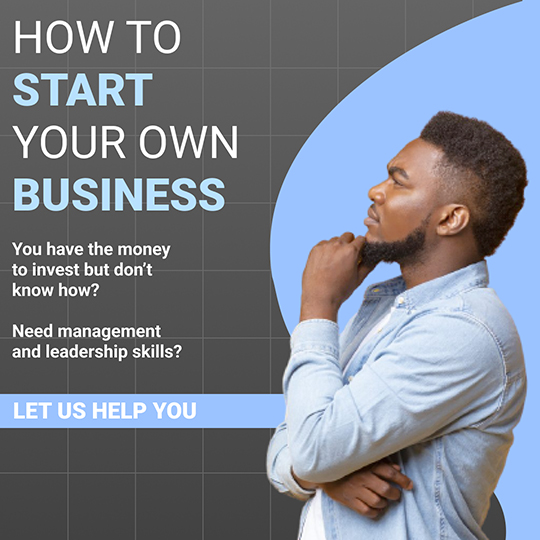 HOW TO
START
YOUR OWN
BUSINESS
You have the money
to invest but don't
know how?
Need management
and leadership skills?
LET US HELP YOU